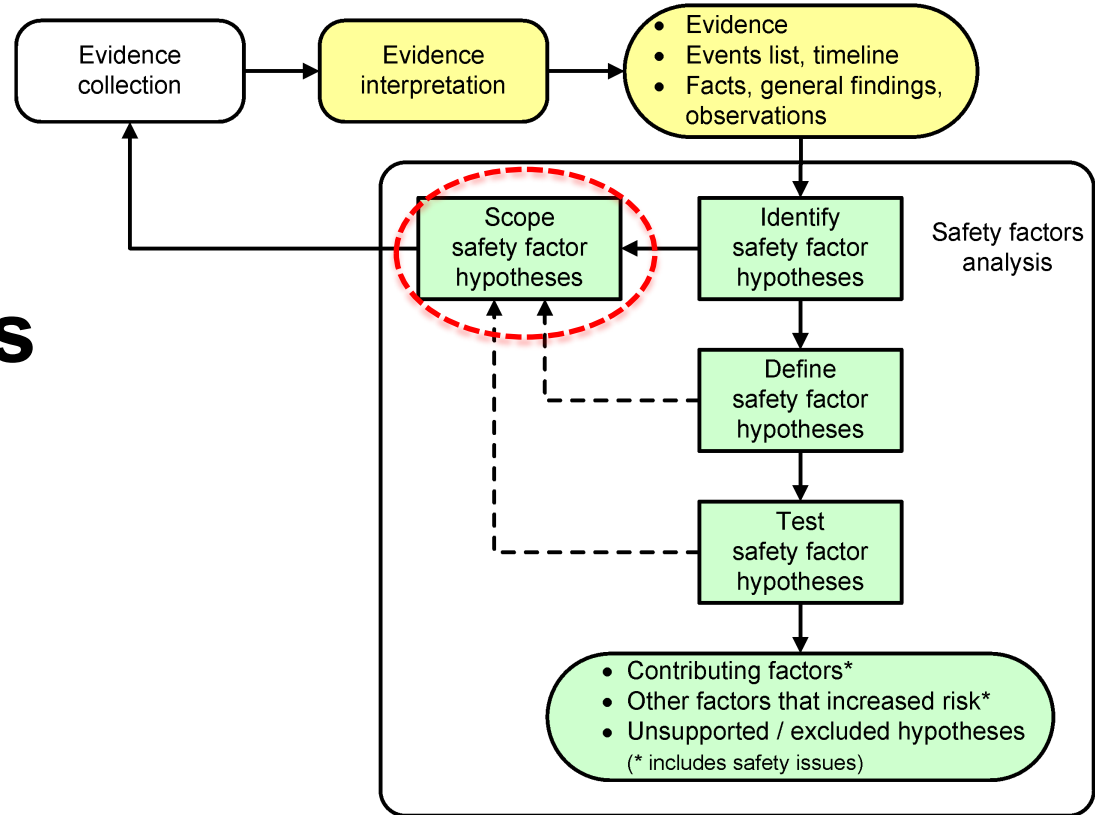 Evidence
collection
Evidence
interpretation
• Evidence
• Events list, timeline
• Facts, general findings,
observations
Scope
safety factor
hypotheses
Identify
safety factor
hypotheses
Safety factors
analysis
s
Define
safety factor
hypotheses
Test
safety factor
hypotheses
• Contributing factors*
• Other factors that increased risk*
• Unsupported / excluded hypotheses
(* includes safety issues)